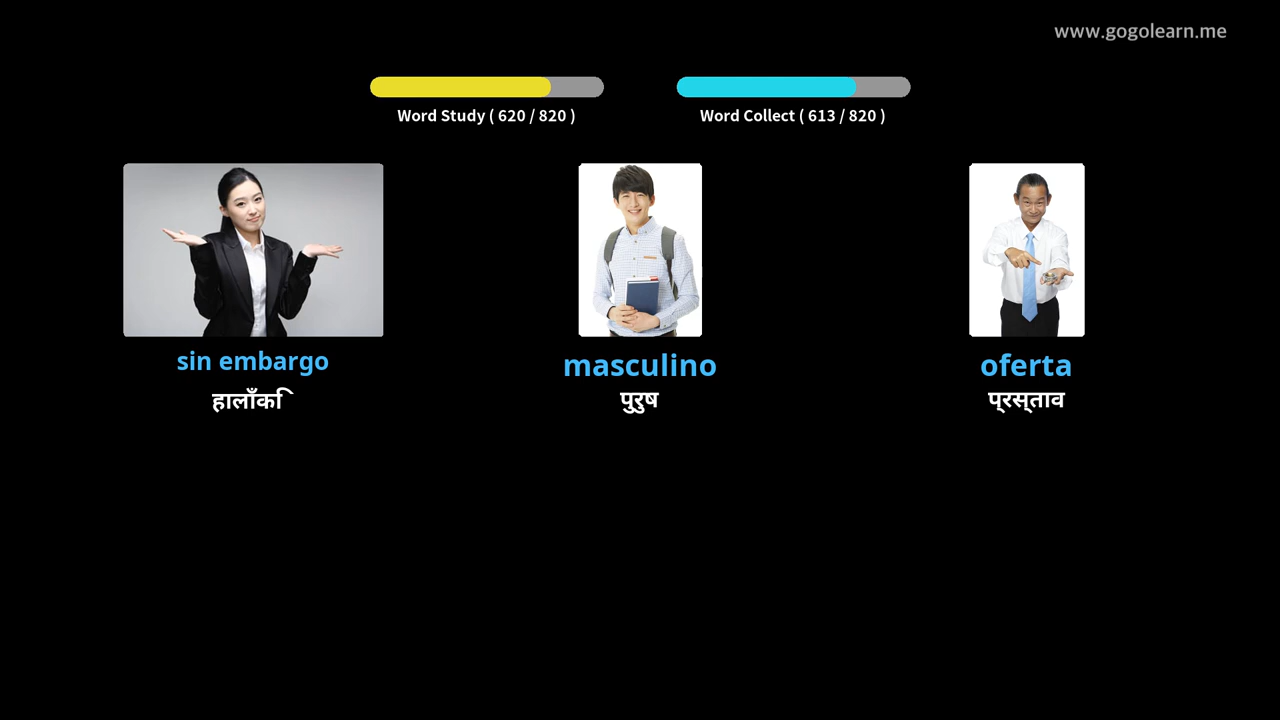 www.gogolearn.me
Word Study ( 620 / 820 )
Word Collect ( 613 / 820 )
sin embargo
masculino
oferta
हालाँकि
पुरुष
प्रस्ताव